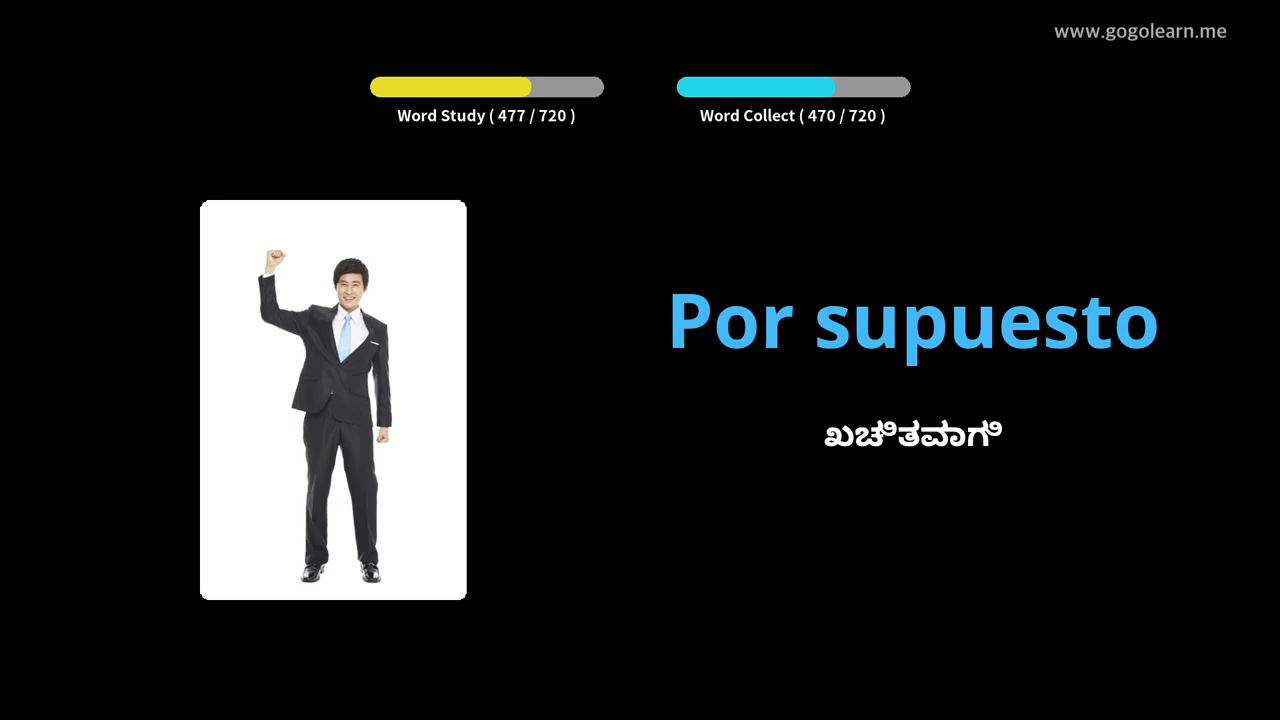 www.gogolearn.me
Word Study ( 477 / 720 )
Word Collect ( 470 / 720 )
Por supuesto
ಖಚಿತವಾಗಿ